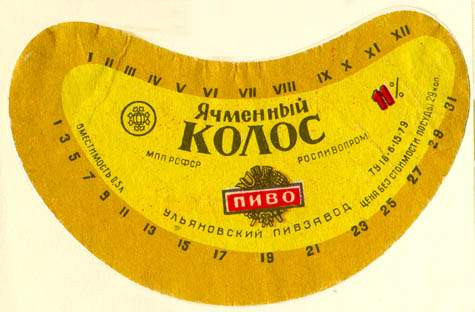 I II III IV V VI VII VIII IX X XI XII
Ячменный
КОЛОС
11%
МПП РСФСР
РОСПИВОПРОМ
ВМЕСТИМОСТЬ 0,5 Л
ПИВО
УЛЬЯНОВСКИЙ ПИВЗАВОД
ТУ 18-6-15-79
ЦЕНА БЕЗ СТОИМОСТИ ПОСУДЫ 29 коп.
1 3 5 7 9 11 13 15 17 19 21 23 25 27 29 31